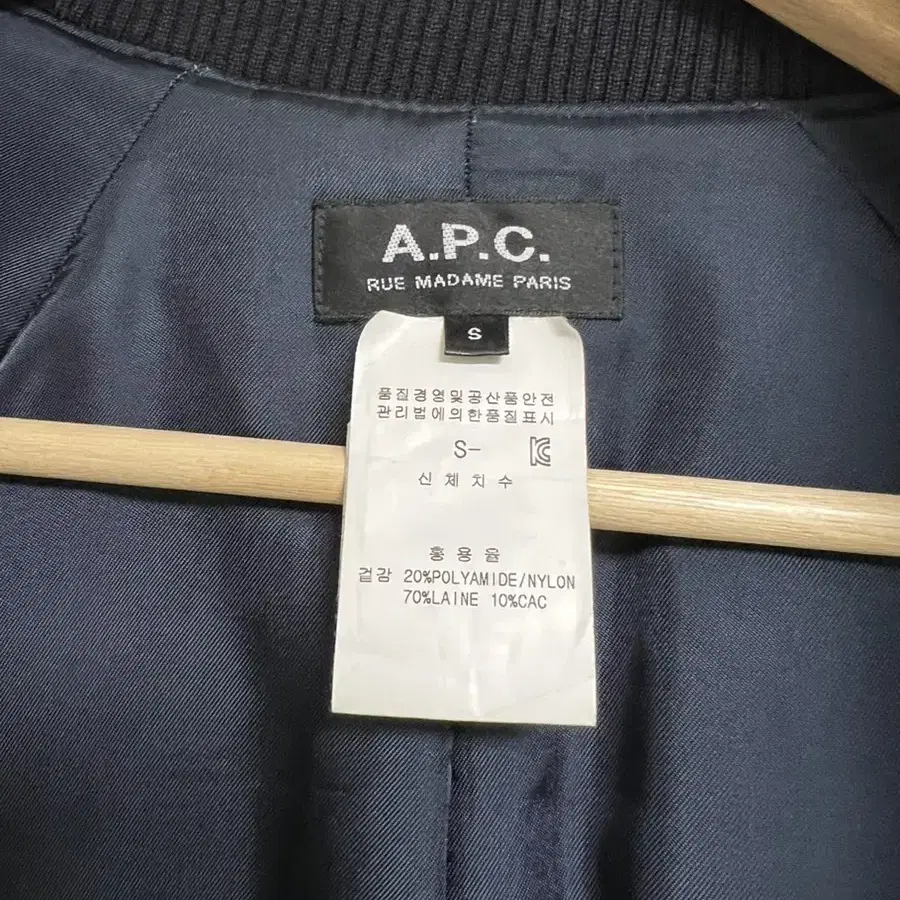 A.P.C.
RUE MADAME PARIS
S
품질경영및공산품안전
관리법에의한품질표시
S-
신체치수
홍용율
겉감 20%POLYAMIDE/NYLON
70%LAINE 10%CAC